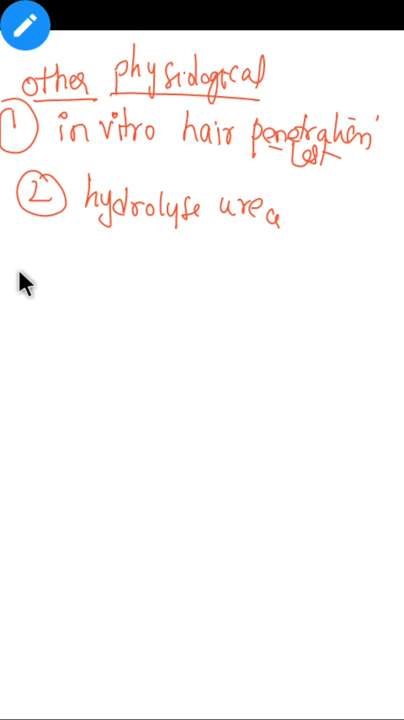 other physiological
① in vitro hair penetration
test
② hydrolyse urea